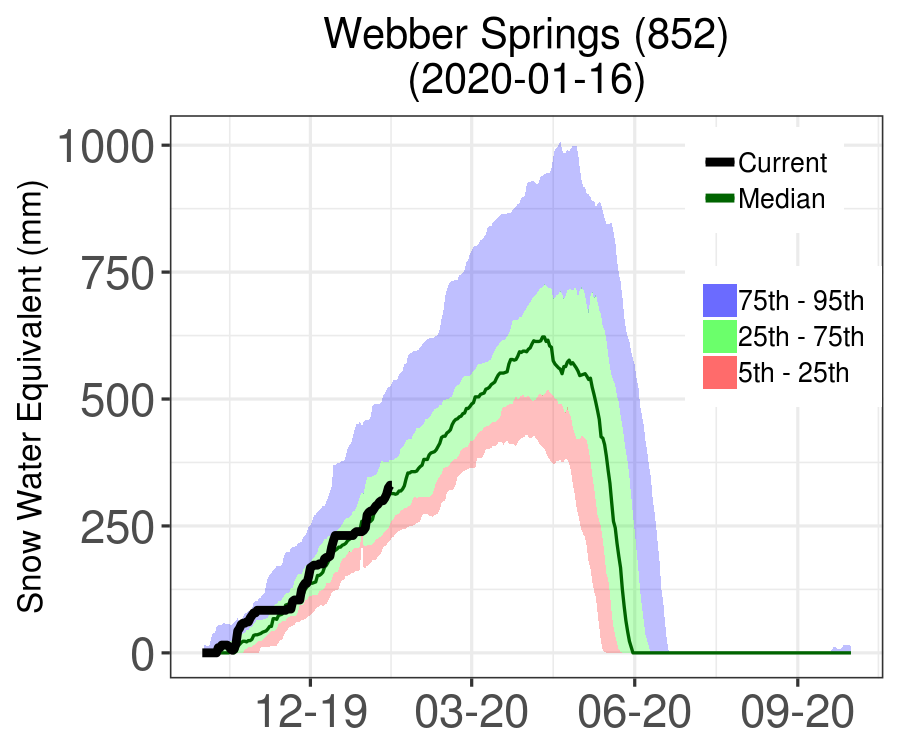 Webber Springs (852)
(2020-01-16)
Snow Water Equivalent (mm)
1000
750
500
250
0
12-19
03-20
06-20
09-20
Current
Median
75th - 95th
25th - 75th
5th - 25th